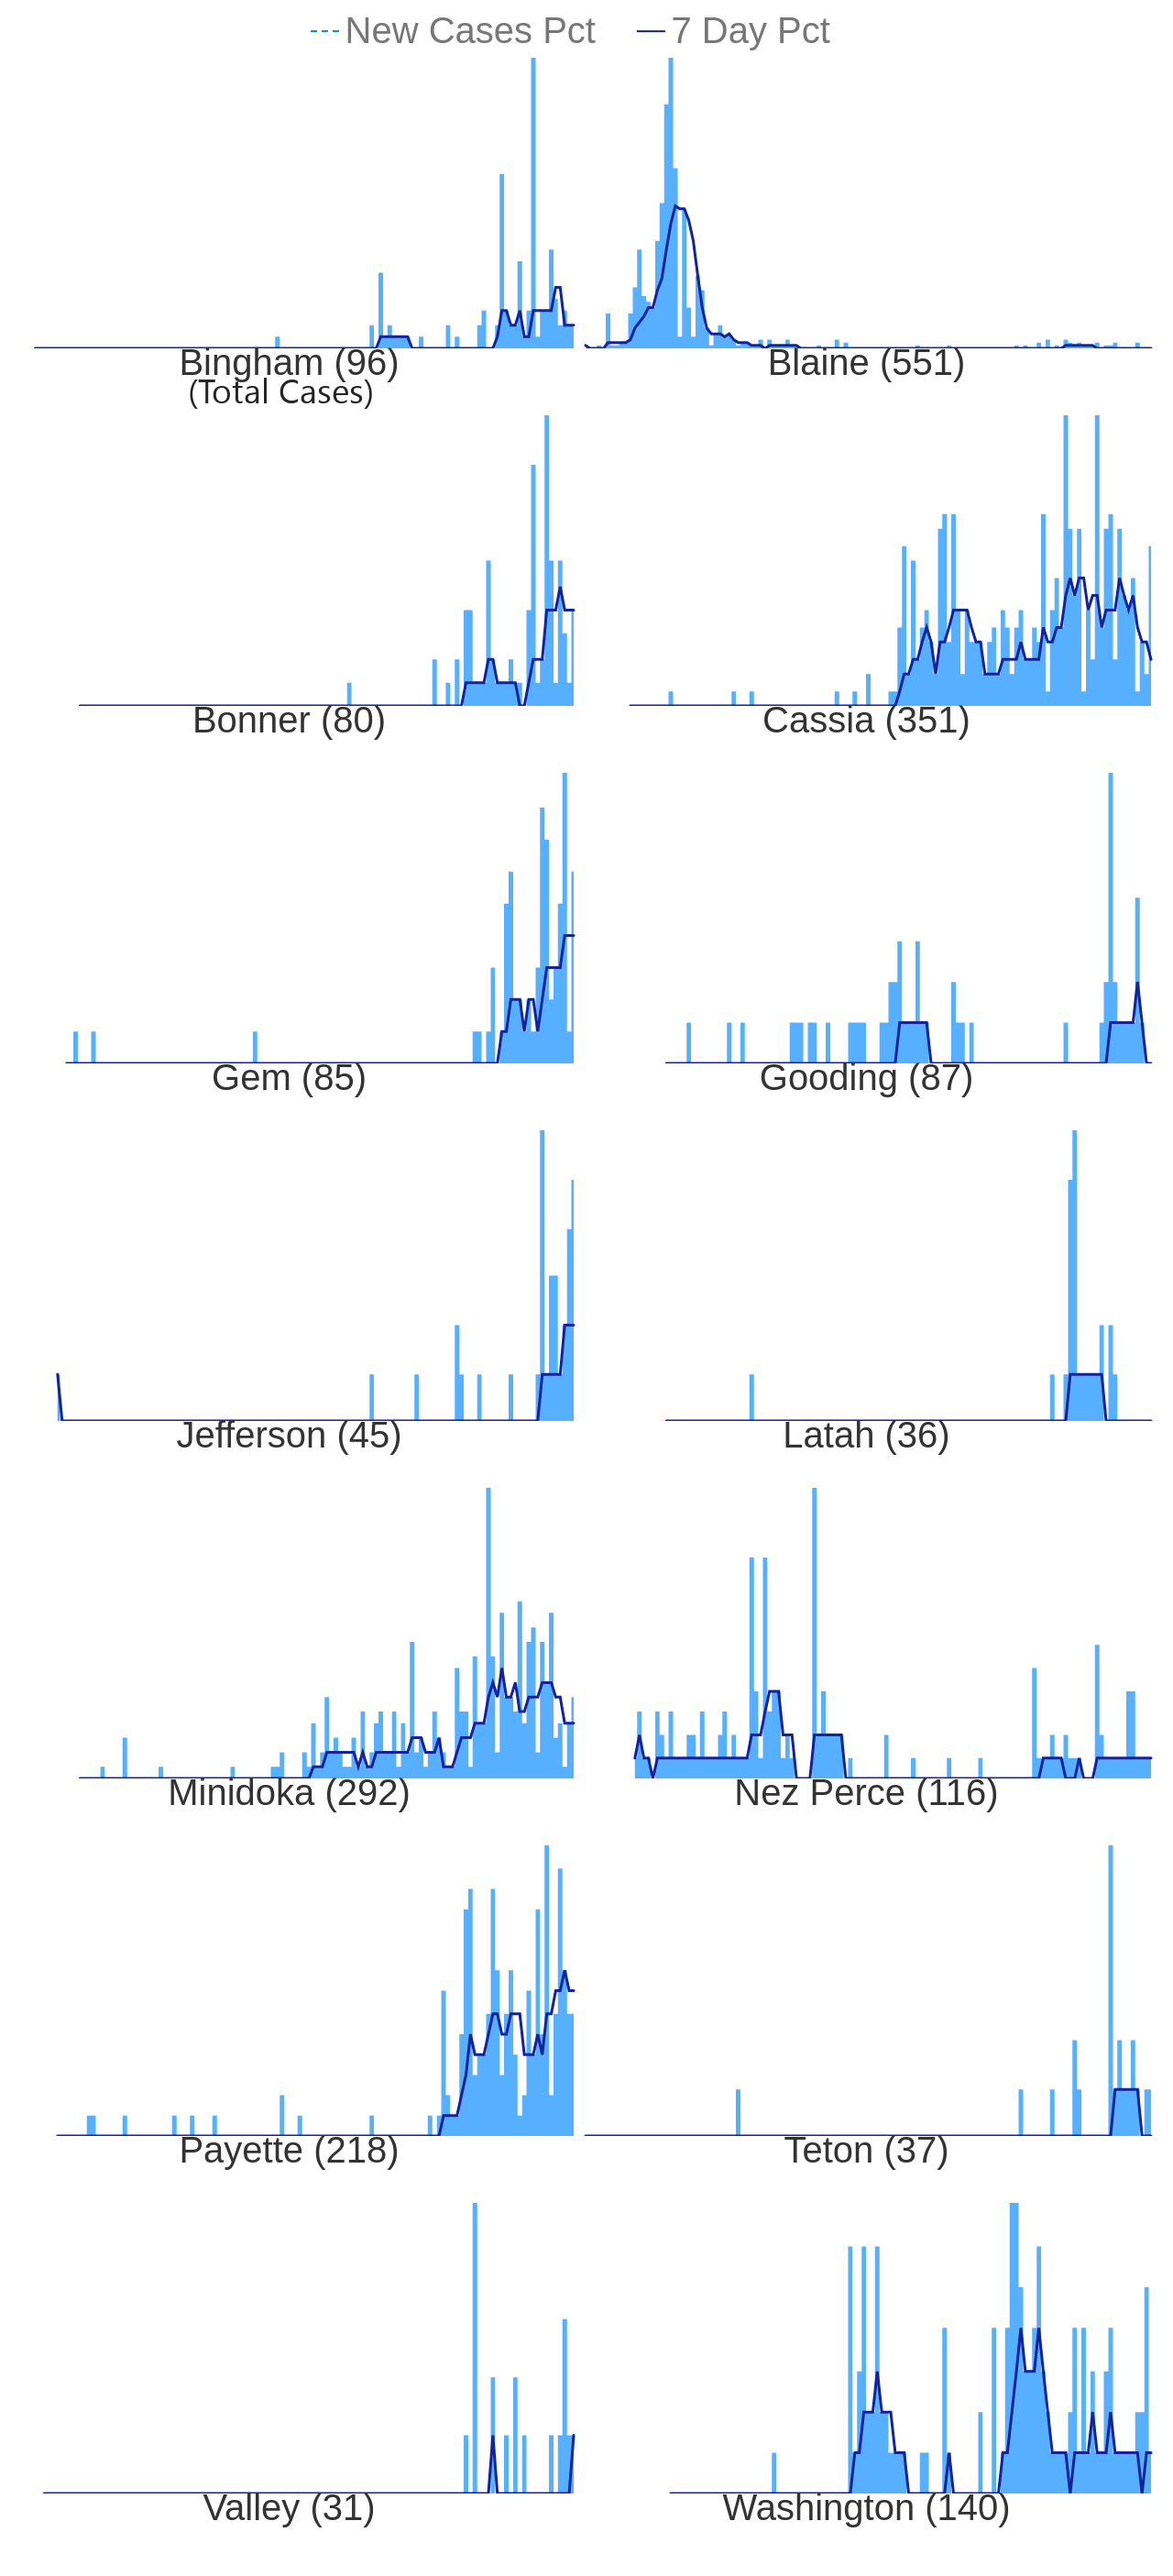 New Cases Pct 7 Day Pct
Bingham (96) Blaine (551)
(Total Cases)
Bonner (80) Cassia (351)
Gem (85) Gooding (87)
Jefferson (45) Latah (36)
Minidoka (292) Nez Perce (116)
Payette (218) Teton (37)
Valley (31) Washington (140)